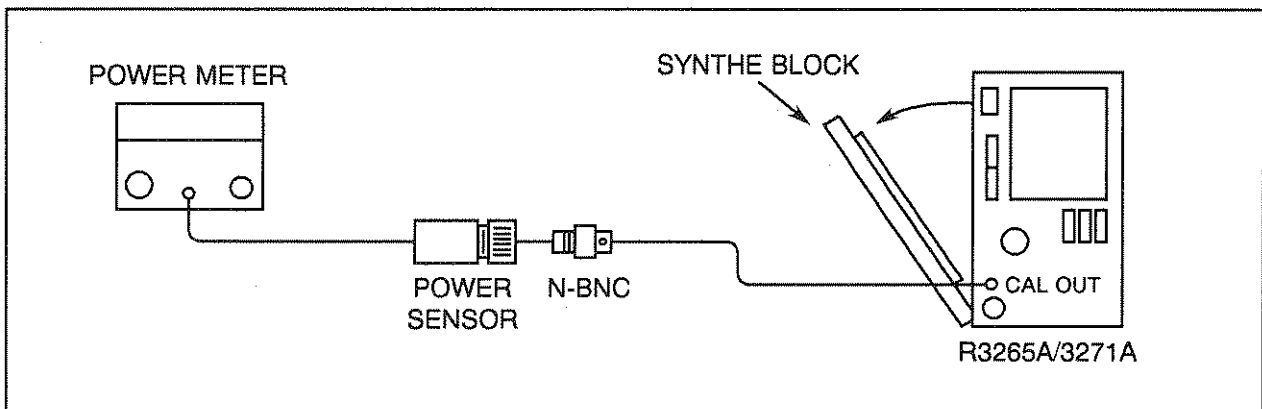 POWER METER
SYNTHE BLOCK
POWER
SENSOR
N-BNC
CAL OUT
R3265A/3271A